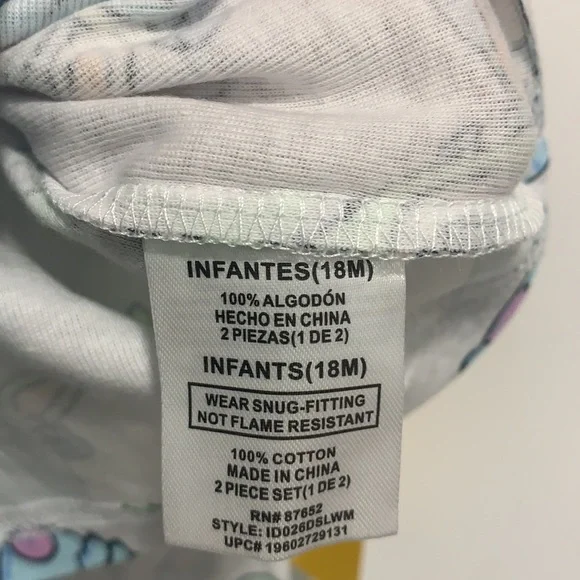 INFANTES(18M)
100% ALGODÓN
HECHO EN CHINA
2 PIEZAS(1 DE 2)
INFANTS(18M)
WEAR SNUG-FITTING
NOT FLAME RESISTANT
100% COTTON
MADE IN CHINA
2 PIECE SET(1 DE 2)
RN# 87652
STYLE: ID026DSLWM
UPC# 19602729131